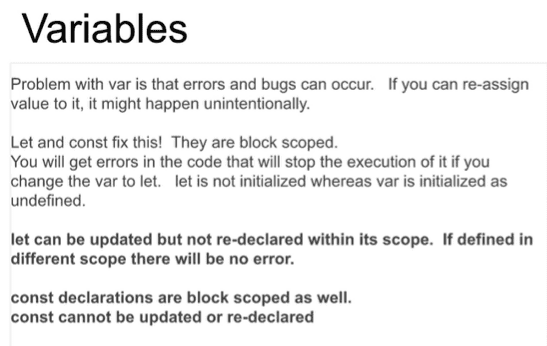 Variables
Problem with var is that errors and bugs can occur.   If you can re-assign
value to it, it might happen unintentionally.
Let and const fix this!  They are block scoped.
You will get errors in the code that will stop the execution of it if you
change the var to let.   let is not initialized whereas var is initialized as
undefined.
let can be updated but not re-declared within its scope.  If defined in
different scope there will be no error.
const declarations are block scoped as well.
const cannot be updated or re-declared